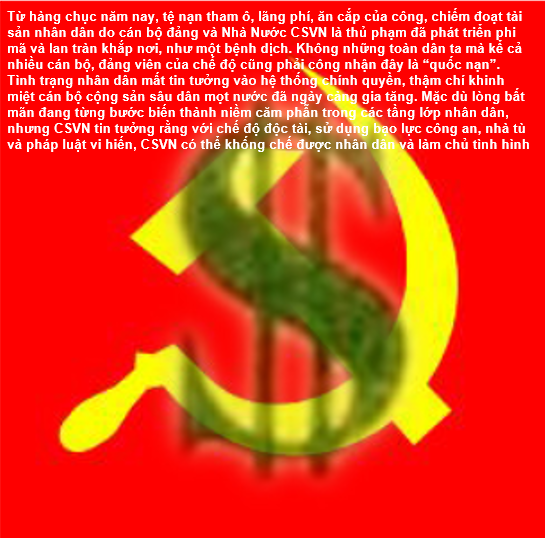 Từ hàng chục năm nay, tệ nạn tham ô, lãng phí, ăn cắp của công, chiếm đoạt tài
sản nhân dân do cán bộ đảng và Nhà Nước CSVN là thủ phạm đã phát triển phi
mã và lan tràn khắp nơi, như một bệnh dịch. Không những toàn dân ta mà kể cả
nhiều cán bộ, đảng viên của chế độ cũng phải công nhận đây là “quốc nạn”.
Tình trạng nhân dân mất tin tưởng vào hệ thống chính quyền, thậm chí khinh
miệt cán bộ cộng sản sâu dân mọt nước đã ngày càng gia tăng. Mặc dù lòng bất
mãn đang từng bước biến thành niềm căm phẫn trong các tầng lớp nhân dân,
nhưng CSVN tin tưởng rằng với chế độ độc tài, sử dụng bạo lực công an, nhà tù
và pháp luật vi hiến, CSVN có thể khống chế được nhân dân và làm chủ tình hình